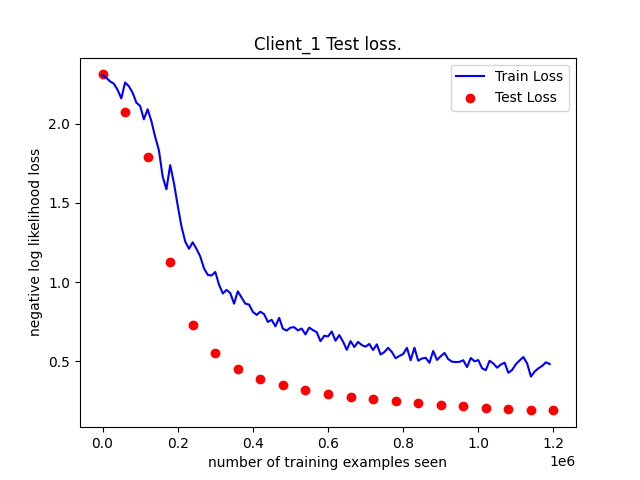 Client_1 Test loss.
Train Loss
Test Loss
negative log likelihood loss
2.0
1.5
1.0
0.5
0.0 0.2 0.4 0.6 0.8 1.0 1.2
1e6
number of training examples seen